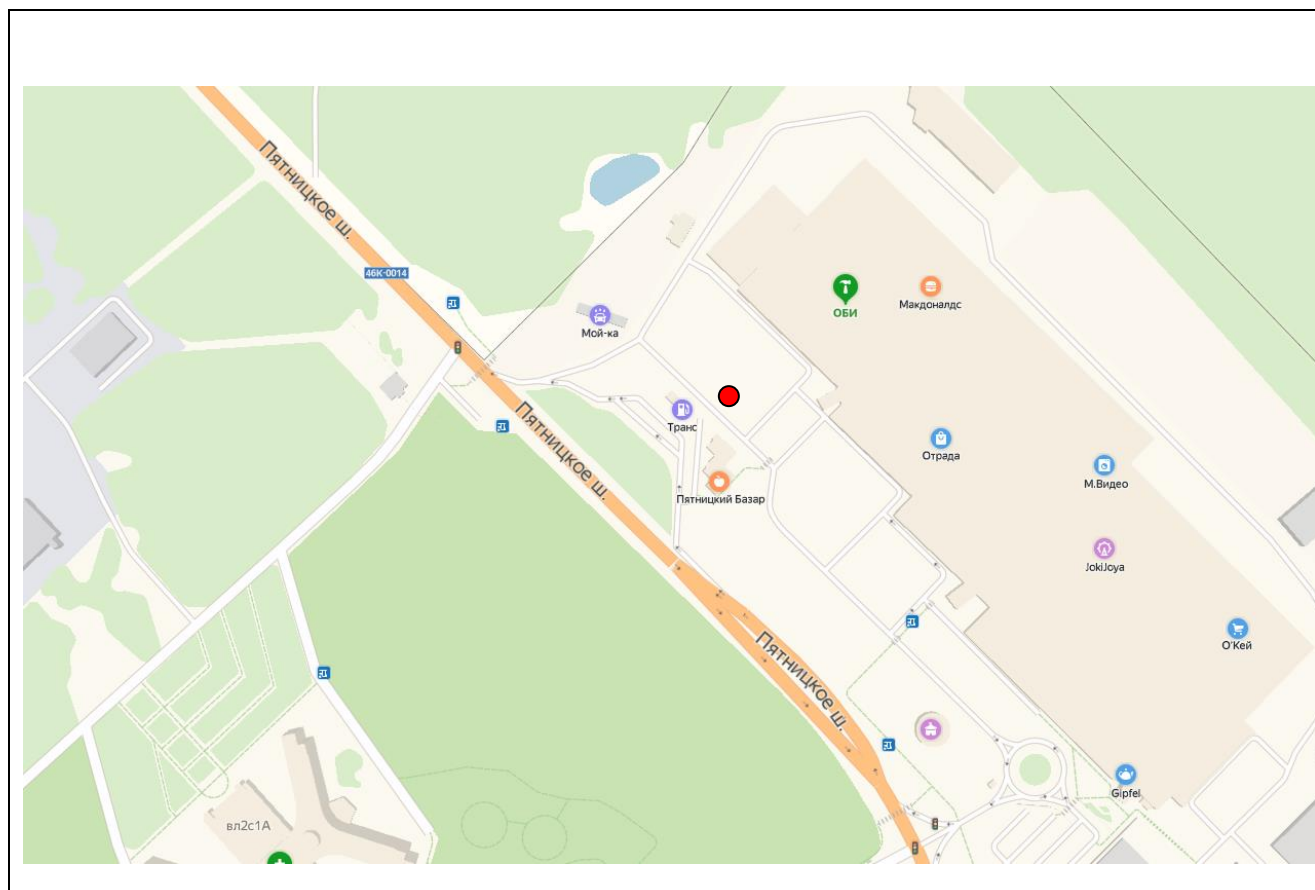 Пятницкое ш.
46К-0014
Мой-ка
ОБИ
Макдоналдс
Транс
Пятницкое ш.
Отрада
М.Видео
Пятницкий Базар
JokiJoya
О'Кей
Пятницкое ш.
Gipfel
вл2с1А